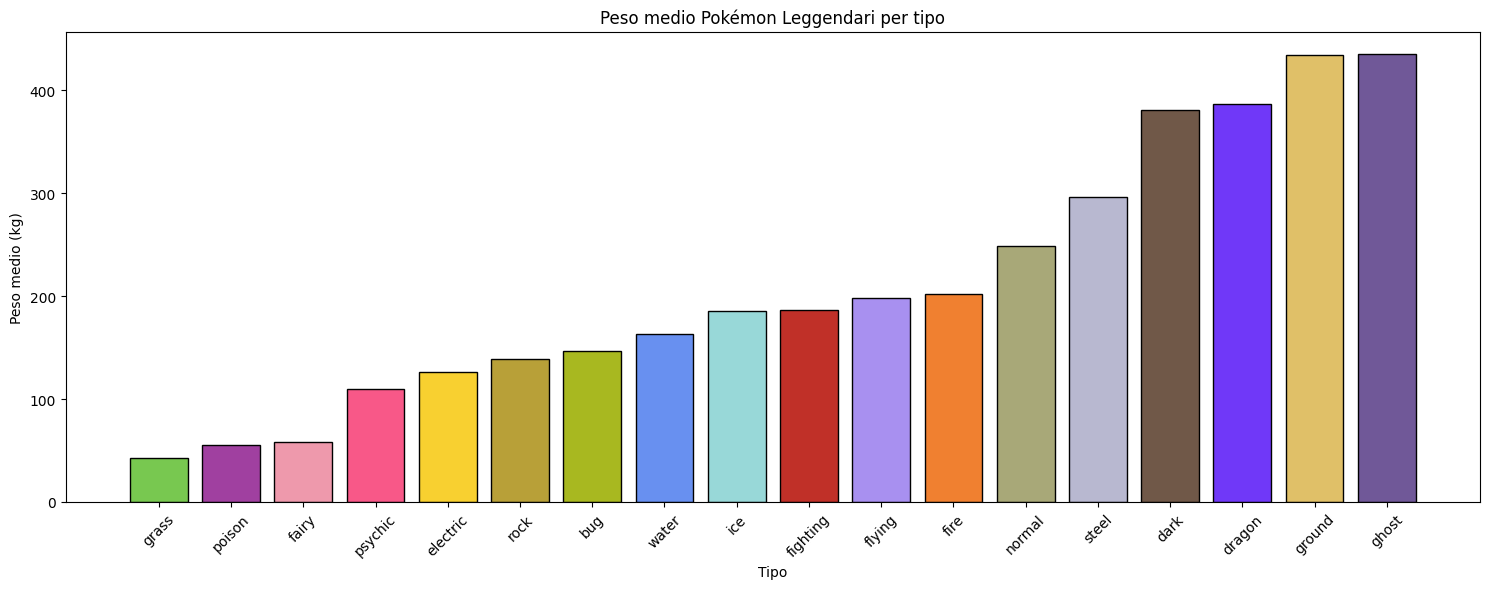 Peso medio Pokémon Leggendari per tipo
Peso medio (kg)
400
300
200
100
0
grass
poison
fairy
psychic
electric
rock
bug
water
ice
fighting
flying
fire
normal
steel
dark
dragon
ground
ghost
Tipo